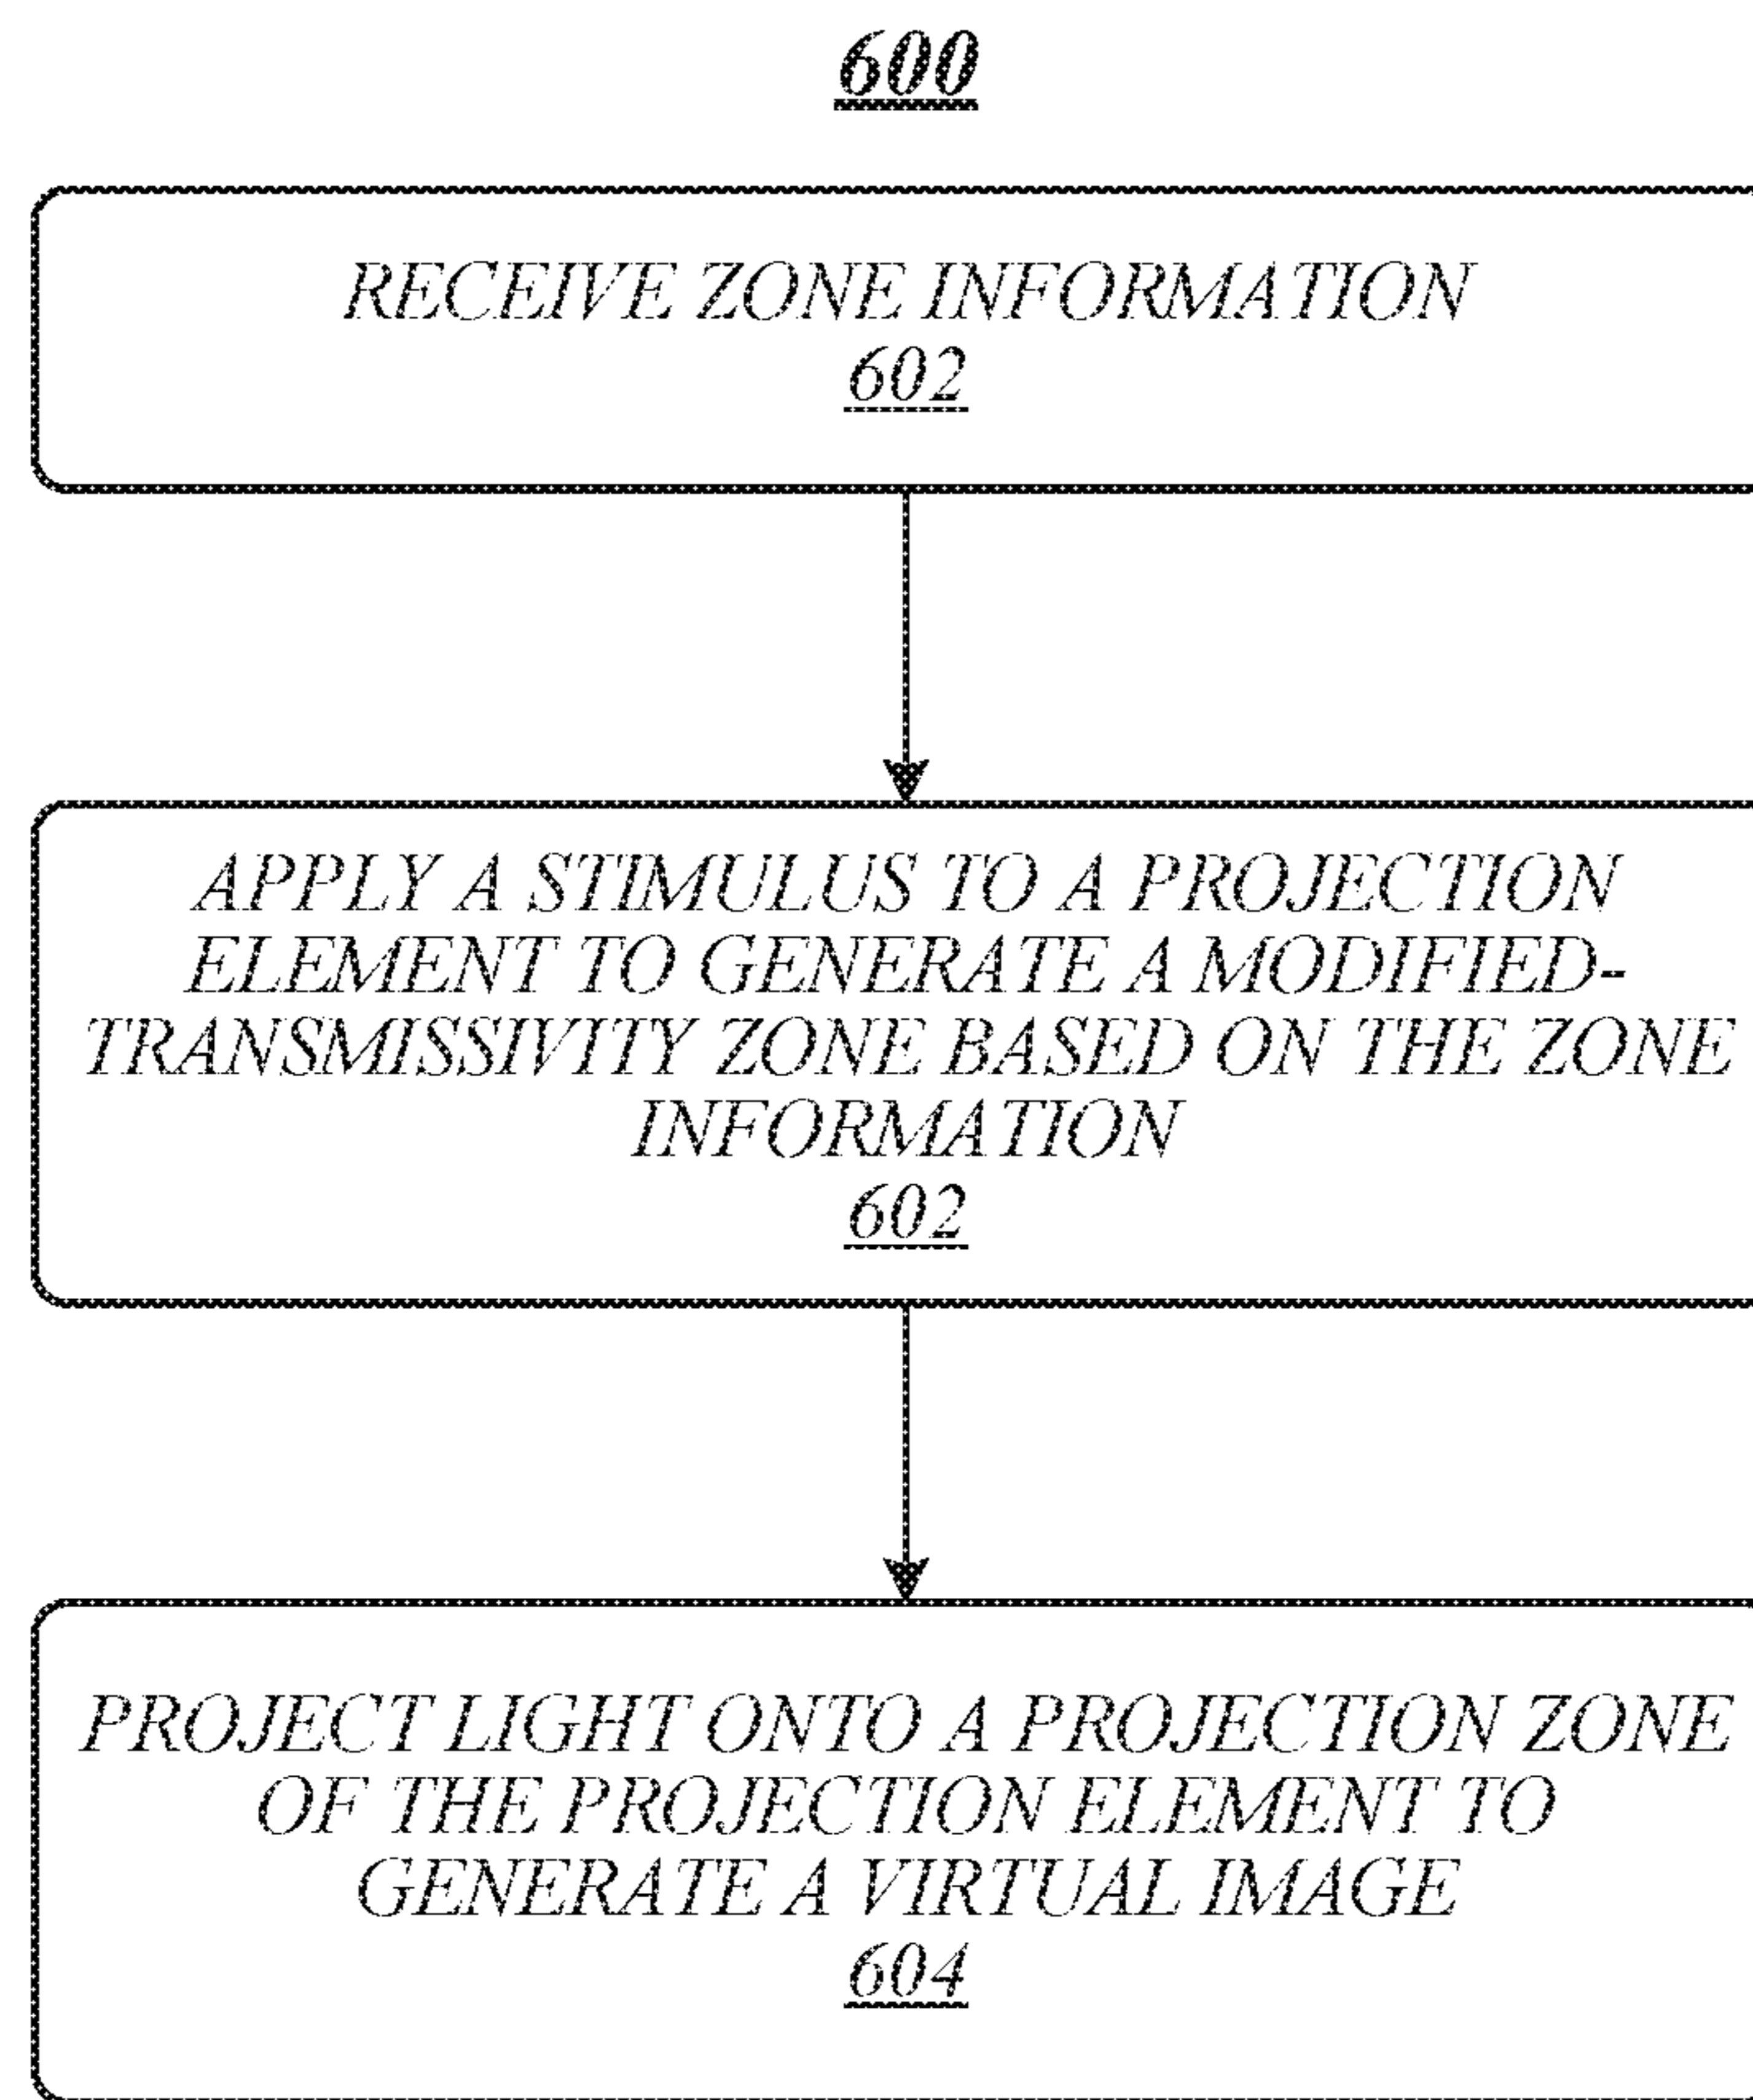 600
RECEIVE ZONE INFORMATION
602
APPLY A STIMULUS TO A PROJECTION
ELEMENT TO GENERATE A MODIFIED-
TRANSMISSIVITY ZONE BASED ON THE ZONE
INFORMATION
602
PROJECT LIGHT ONTO A PROJECTION ZONE
OF THE PROJECTION ELEMENT TO
GENERATE A VIRTUAL IMAGE
604